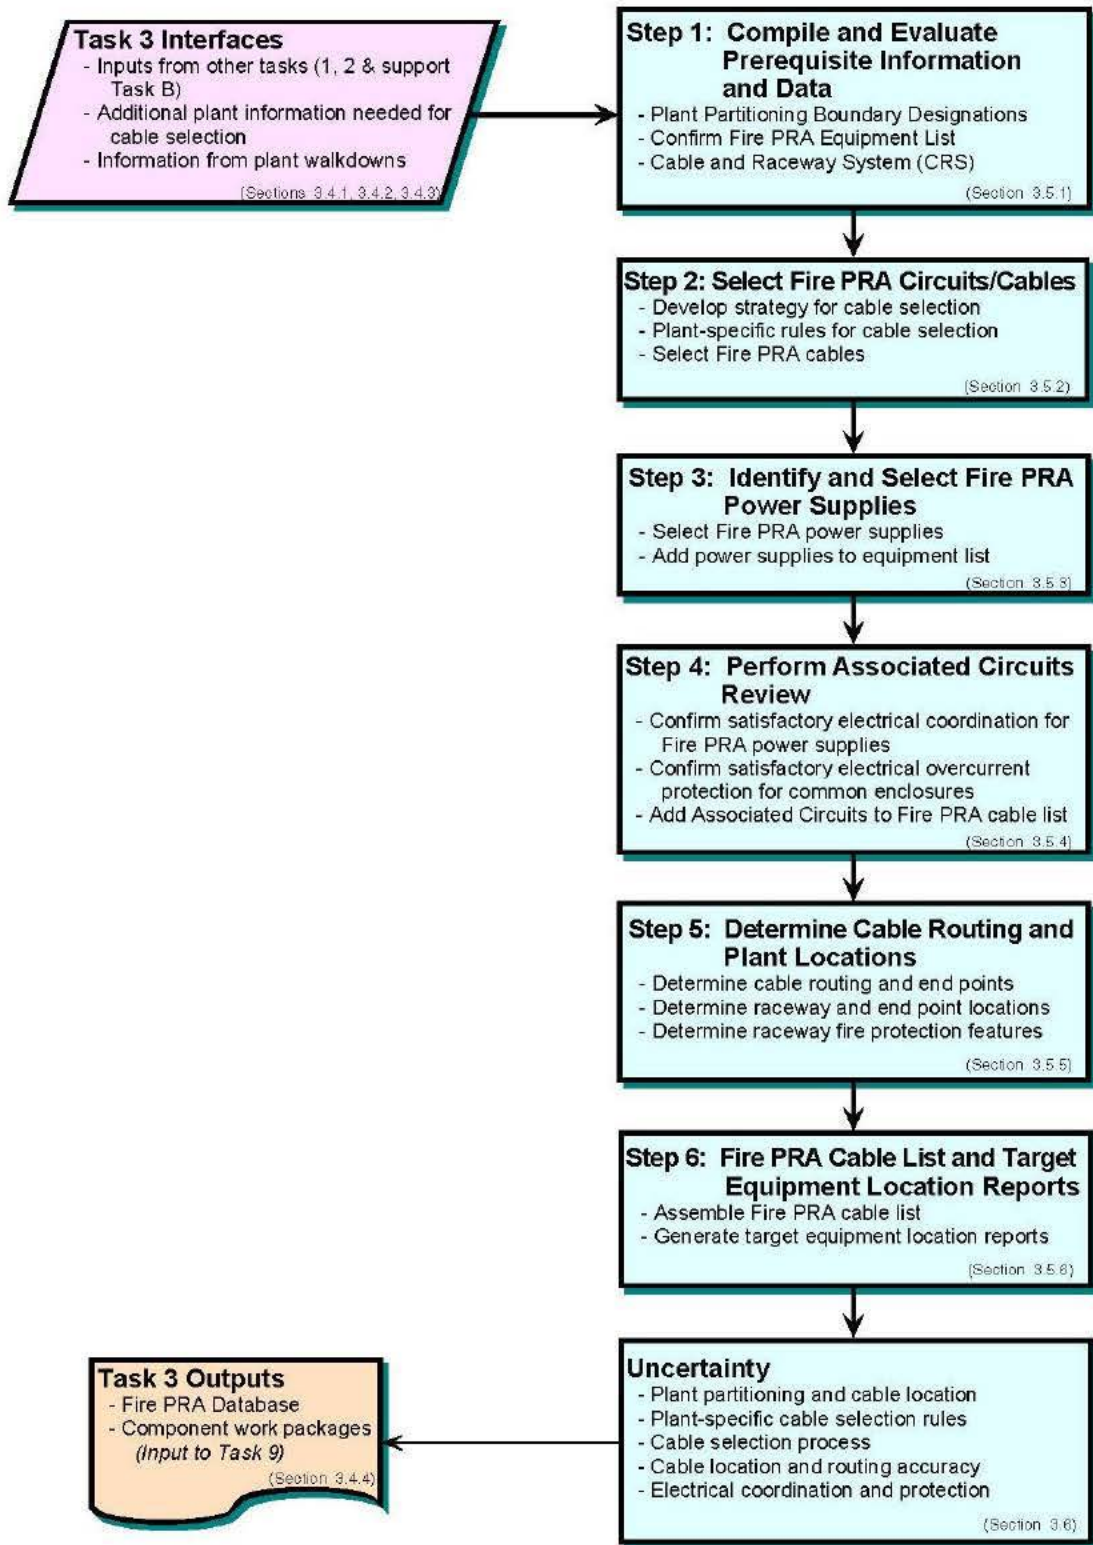 Task 3 Interfaces
- Inputs from other tasks (1, 2 & support
Task B)
- Additional plant information needed for
cable selection
- Information from plant walkdowns
(Sections 3.4.1, 3.4.2, 3.4.3)
Step 1: Compile and Evaluate
Prerequisite Information
and Data
- Plant Partitioning Boundary Designations
- Confirm Fire PRA Equipment List
- Cable and Raceway System (CRS)
(Section 3.5.1)
Step 2: Select Fire PRA Circuits/Cables
- Develop strategy for cable selection
- Plant-specific rules for cable selection
- Select Fire PRA cables
(Section 3.5.2)
Step 3: Identify and Select Fire PRA
Power Supplies
- Select Fire PRA power supplies
- Add power supplies to equipment list
(Section 3.5.3)
Step 4: Perform Associated Circuits
Review
- Confirm satisfactory electrical coordination for
Fire PRA power supplies
- Confirm satisfactory electrical overcurrent
protection for common enclosures
- Add Associated Circuits to Fire PRA cable list
(Section 3.5.4)
Step 5: Determine Cable Routing and
Plant Locations
- Determine cable routing and end points
- Determine raceway and end point locations
- Determine raceway fire protection features
(Section 3.5.5)
Step 6: Fire PRA Cable List and Target
Equipment Location Reports
- Assemble Fire PRA cable list
- Generate target equipment location reports
(Section 3.5.6)
Uncertainty
- Plant partitioning and cable location
- Plant-specific cable selection rules
- Cable selection process
- Cable location and routing accuracy
- Electrical coordination and protection
(Section 3.6)
Task 3 Outputs
- Fire PRA Database
- Component work packages
(Input to Task 9)
(Section 3.4.4)